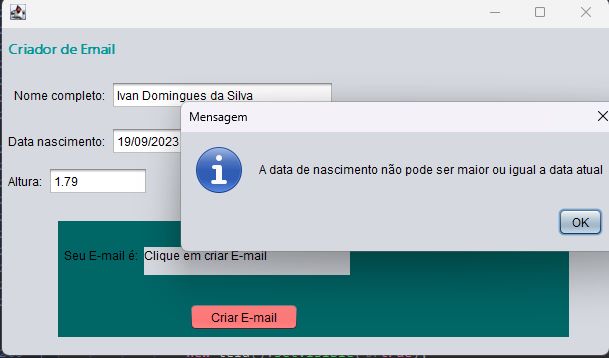 Criador de Email
Nome completo: Ivan Domingues da Silva
Mensagem
Data nascimento: 19/09/2023
A data de nascimento não pode ser maior ou igual a data atual
Altura: 1.79
OK
Seu E-mail é: Clique em criar E-mail
Criar E-mail